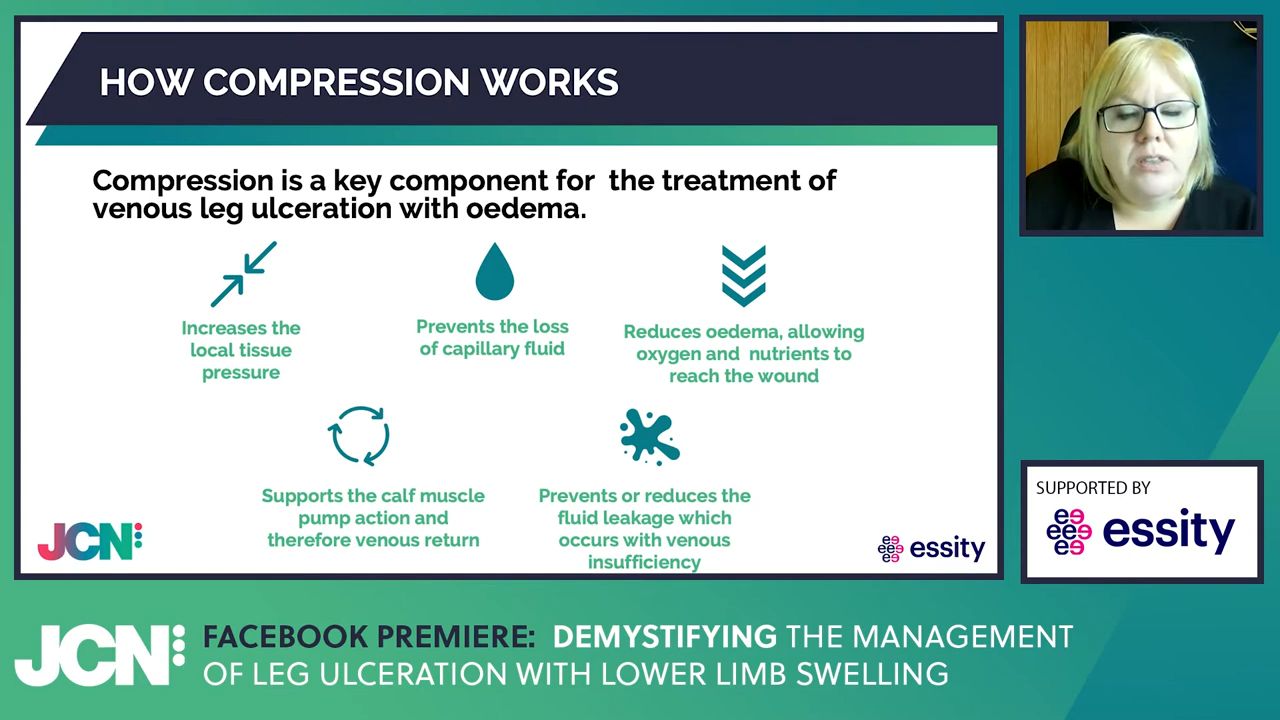 HOW COMPRESSION WORKS
Compression is a key component for the treatment of
venous leg ulceration with oedema.
Increases the
local tissue
pressure
Prevents the loss
of capillary fluid
Reduces oedema, allowing
oxygen and nutrients to
reach the wound
Supports the calf muscle
pump action and
therefore venous return
Prevents or reduces the
fluid leakage which
occurs with venous
insufficiency
JCN
essity
SUPPORTED BY
essity
JCN
FACEBOOK PREMIERE: DEMYSTIFYING THE MANAGEMENT
OF LEG ULCERATION WITH LOWER LIMB SWELLING